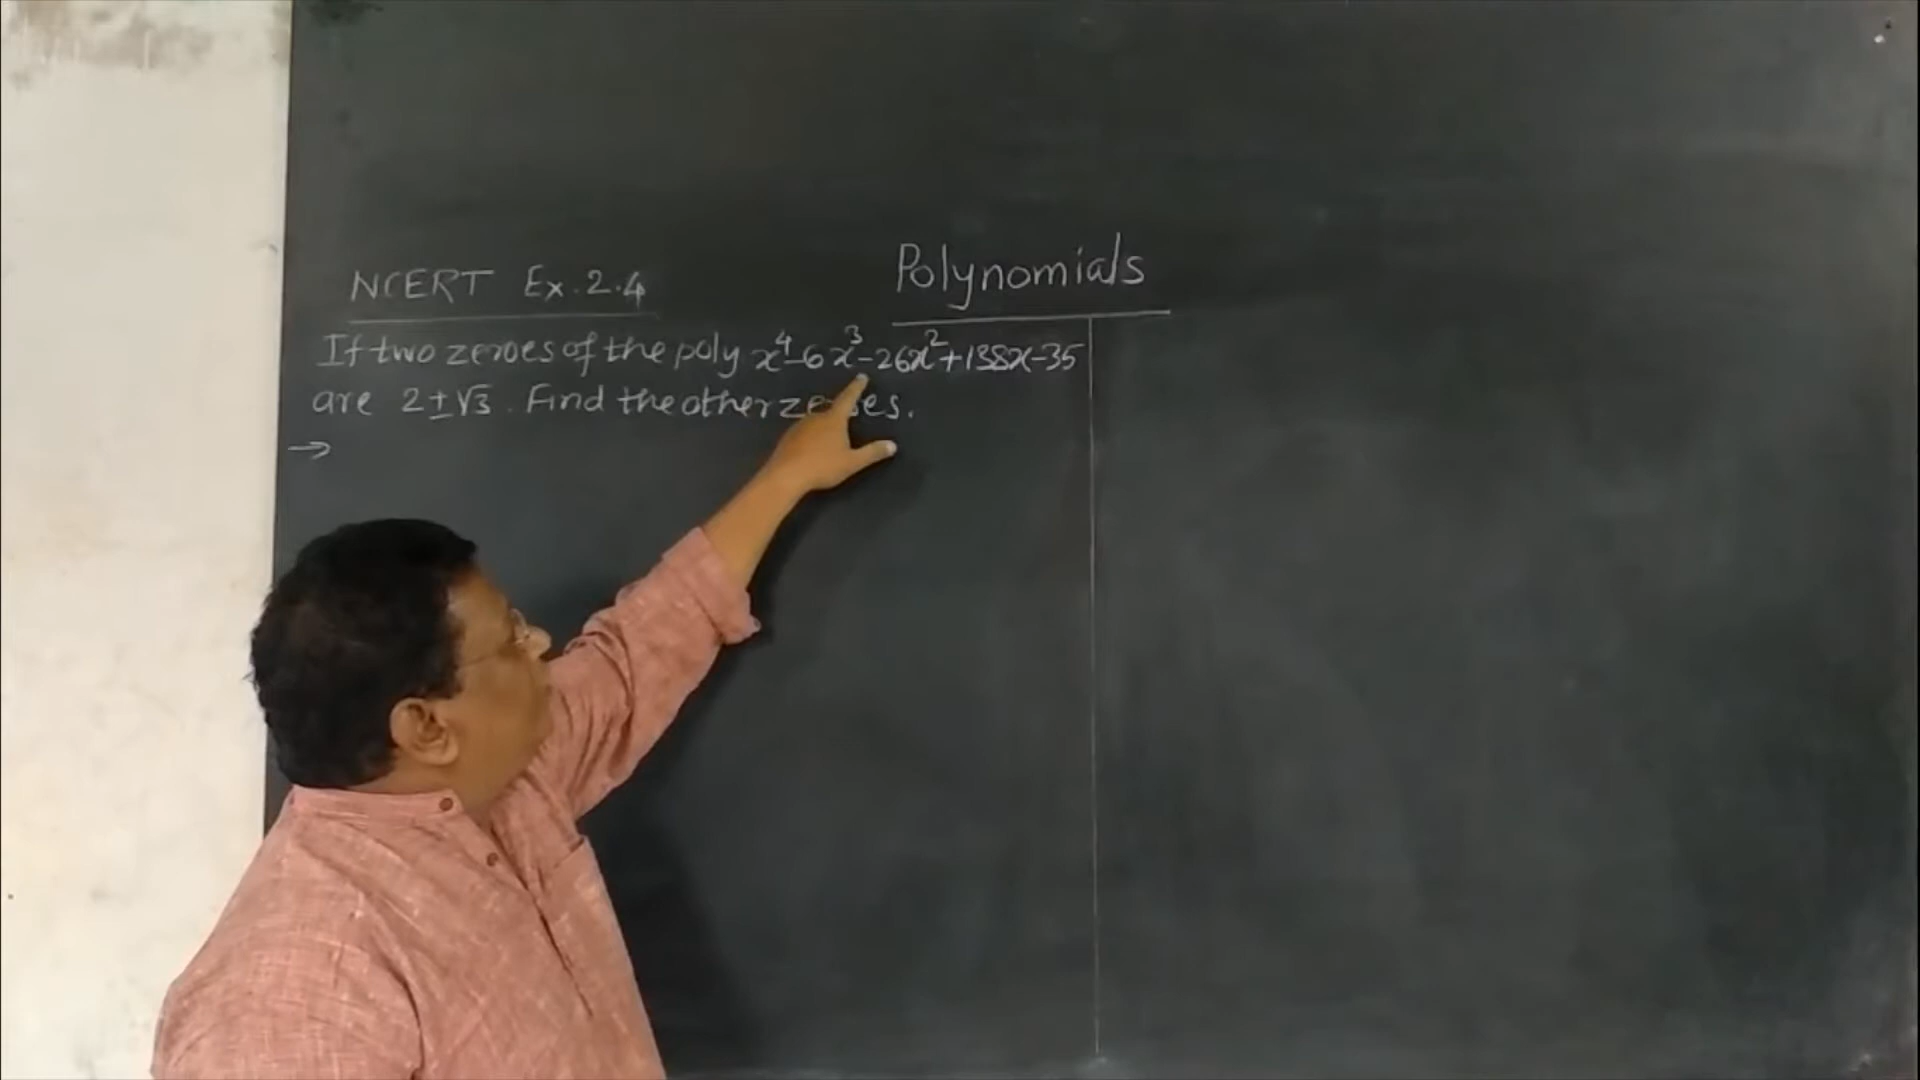 Polynomials
NCERT Ex. 2.4
If two zeroes of the poly x⁴-6x³-26x²+138x-35
are 2±√3. Find the other zeroes.
→